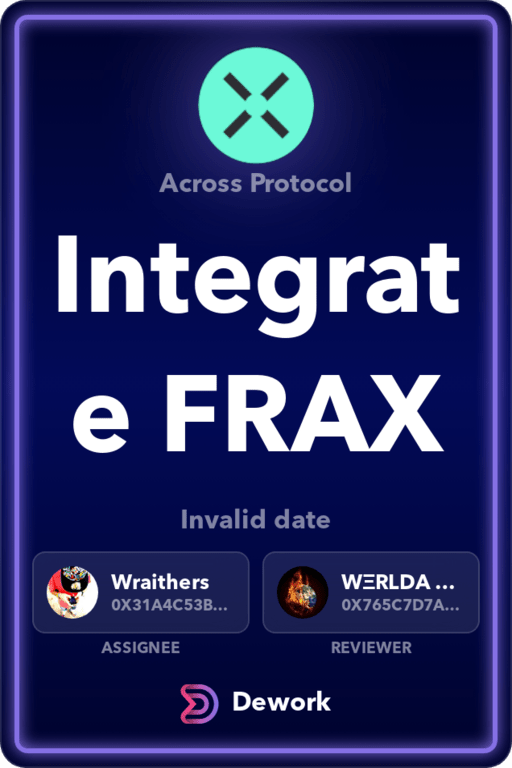 Across Protocol
Integrat
e FRAX
Invalid date
Wraithers
0X31A4C53B...
ASSIGNEE
WΞRLDA ...
0X765C7D7A...
REVIEWER
Dework